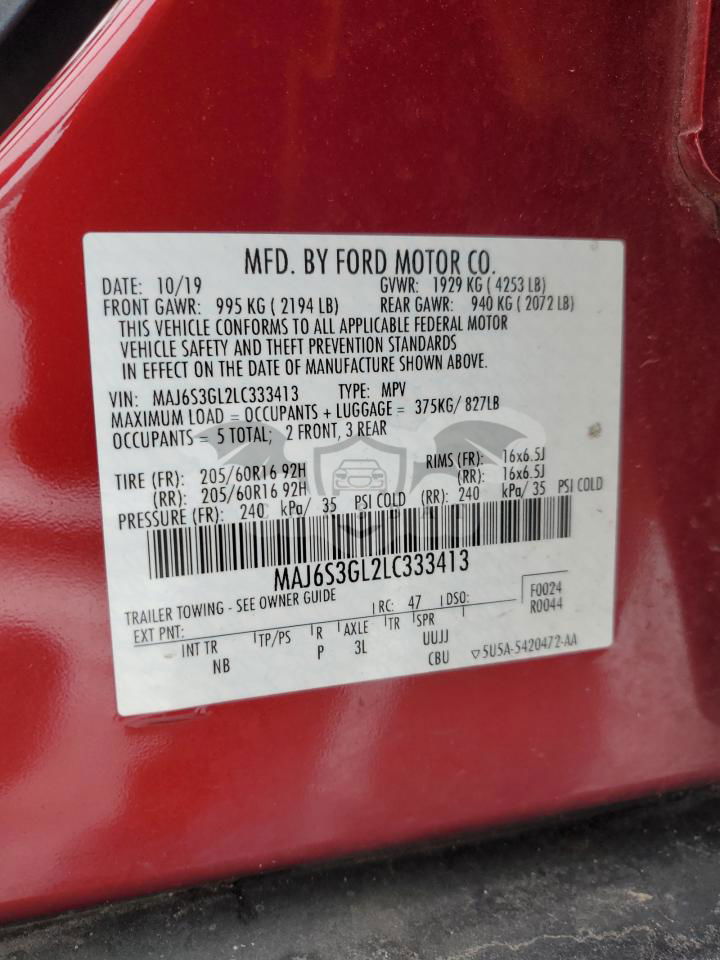 MFD. BY FORD MOTOR CO.
DATE: 10/19 GVWR: 1929 KG ( 4253 LB)
FRONT GAWR: 995 KG ( 2194 LB) REAR GAWR: 940 KG ( 2072 LB)
THIS VEHICLE CONFORMS TO ALL APPLICABLE FEDERAL MOTOR
VEHICLE SAFETY AND THEFT PREVENTION STANDARDS
IN EFFECT ON THE DATE OF MANUFACTURE SHOWN ABOVE.
VIN: MAJ6S3GL2LC333413 TYPE: MPV
MAXIMUM LOAD = OCCUPANTS + LUGGAGE = 375KG/ 827LB
OCCUPANTS = 5 TOTAL; 2 FRONT, 3 REAR
TIRE (FR): 205/60R16 92H RIMS (FR): 16x6.5J
(RR): 205/60R16 92H (RR): 16x6.5J
PRESSURE (FR): 240 kPa/ 35 PSI COLD (RR): 240 kPa/ 35 PSI COLD
MAJ6S3GL2LC333413
TRAILER TOWING - SEE OWNER GUIDE
F0024
R0044
EXT PNT: RC: 47 DSO:
INT TR TP/PS R AXLE TR SPR
NB P 3L UUJJ
CBU ▽5U5A-5420472-AA